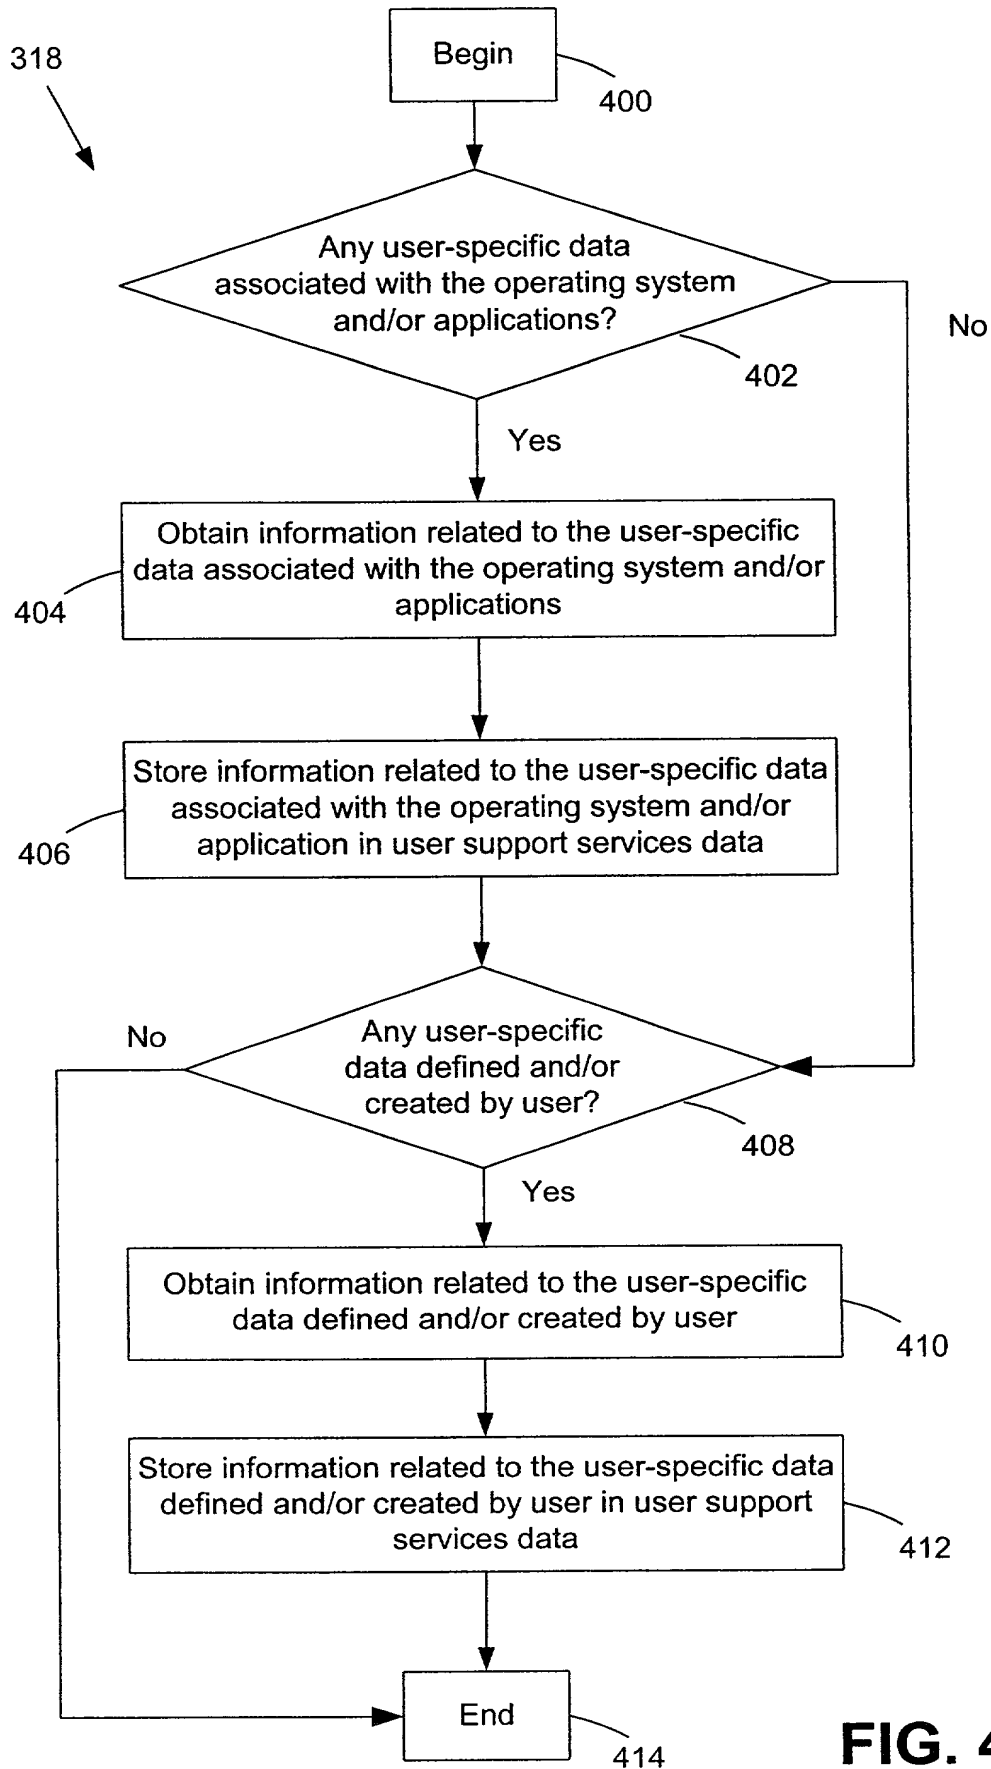 318
Begin
400
Any user-specific data
associated with the operating system
and/or applications?
No
402
Yes
Obtain information related to the user-specific
data associated with the operating system and/or
applications
404
Store information related to the user-specific data
associated with the operating system and/or
application in user support services data
406
No
Any user-specific
data defined and/or
created by user?
408
Yes
Obtain information related to the user-specific
data defined and/or created by user
410
Store information related to the user-specific data
defined and/or created by user in user support
services data
412
End
414
FIG. 4